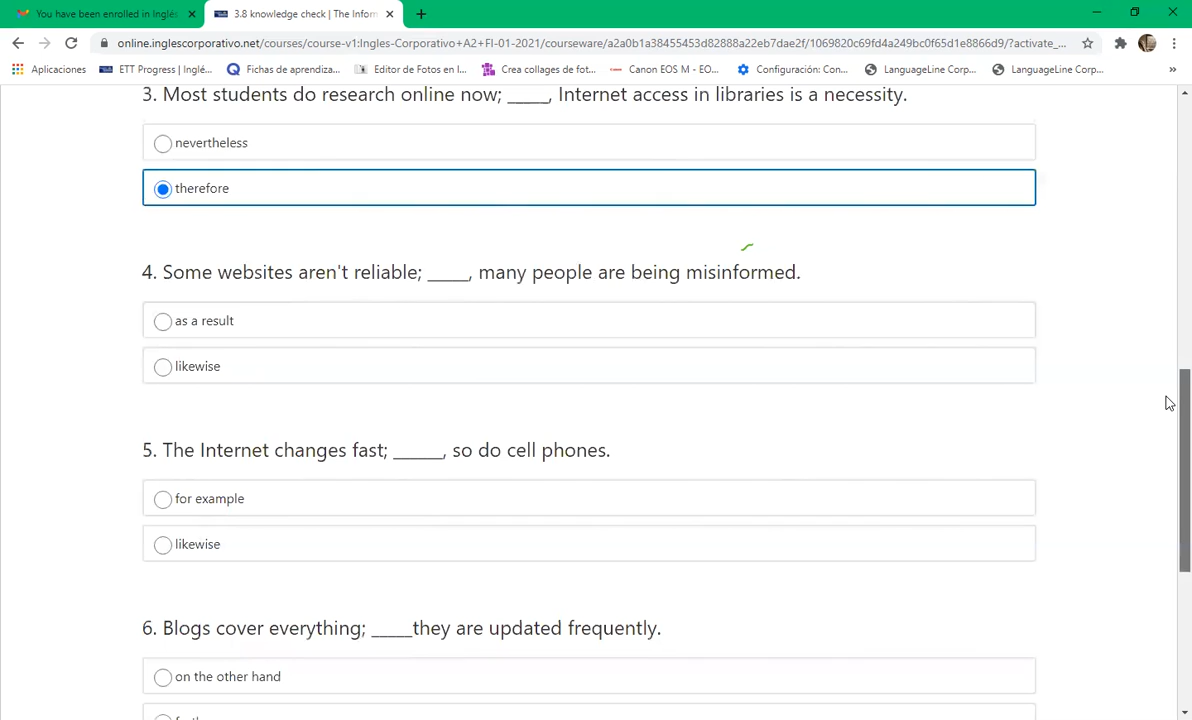 You have been enrolled in Inglés
3.8 knowledge check | The Inform
online.inglescorporativo.net/courses/course-v1:Ingles-Corporativo+A2+FI-01-2021/courseware/a2a0b1a38455453d82888a22eb7dae2f/1069820c69fd4a249bc0f65d1e8866d9/?activate_...
Aplicaciones ETT Progress | Inglé... Fichas de aprendiza... Editor de Fotos en l... Crea collages de fot... Canon EOS M - EO... Configuración: Con... LanguageLine Corp... LanguageLine Corp... »
3. Most students do research online now; _____, Internet access in libraries is a necessity.
nevertheless
therefore
4. Some websites aren't reliable; _____, many people are being misinformed.
as a result
likewise
5. The Internet changes fast; ______, so do cell phones.
for example
likewise
6. Blogs cover everything; _____they are updated frequently.
on the other hand